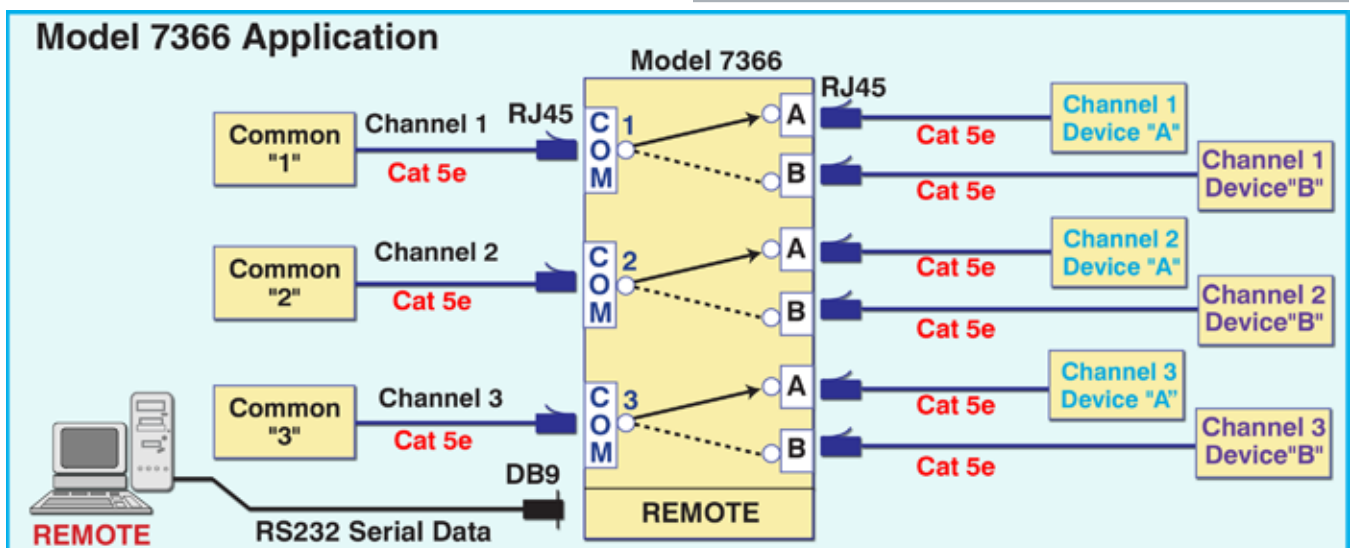 Model 7366 Application
Model 7366
Common
"1"
Channel 1
Cat 5e
RJ45
C
O
M
1
A
B
RJ45
Cat 5e
Channel 1
Device "A"
Cat 5e
Channel 1
Device"B"
Common
"2"
Channel 2
Cat 5e
C
O
M
2
A
B
Cat 5e
Channel 2
Device "A"
Cat 5e
Channel 2
Device"B"
Common
"3"
Channel 3
Cat 5e
C
O
M
3
A
B
Cat 5e
Channel 3
Device "A"
Cat 5e
Channel 3
Device"B"
DB9
REMOTE
RS232 Serial Data
REMOTE